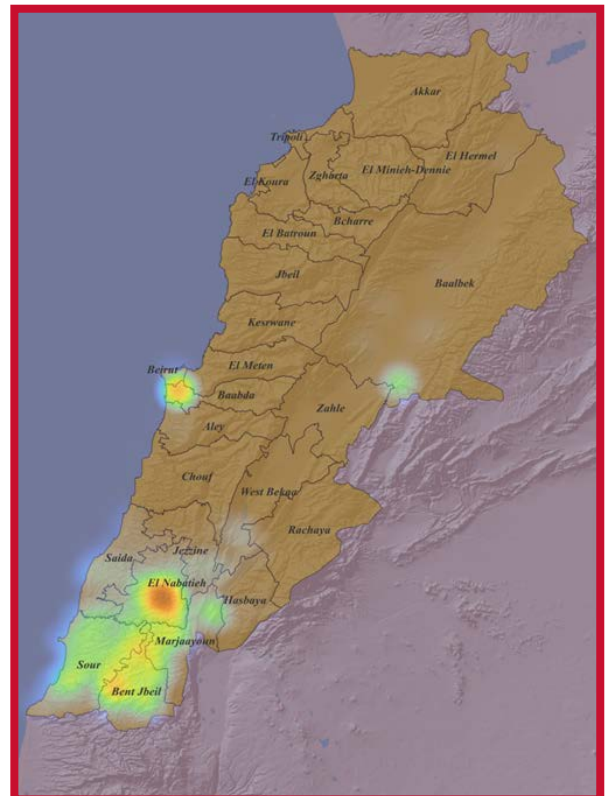 Akkar
Tripoli
El Hermel
El Minieh-Dennie
Zgharta
El Koura
Bcharre
El Batroun
Jbeil
Baalbek
Kesrwane
El Meten
Beirut
Baabda
Zahle
Aley
Chouf
West Bekaa
Rachaya
Jezzine
Saida
El Nabatieh
Hasbaya
Marjaayoun
Sour
Bent Jbeil